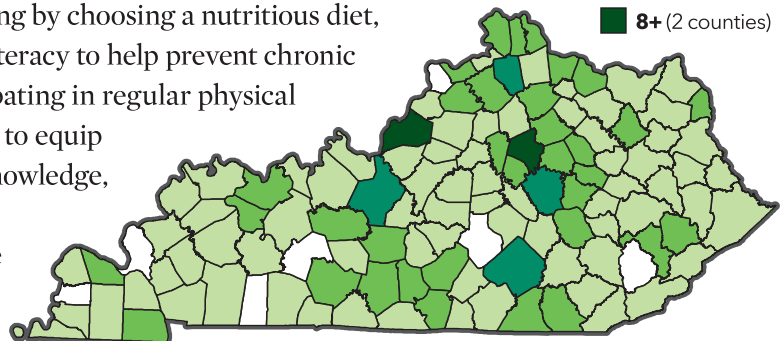 ng by choosing a nutritious diet,
teracy to help prevent chronic
pating in regular physical
to equip
nowledge,
e
8+ (2 counties)